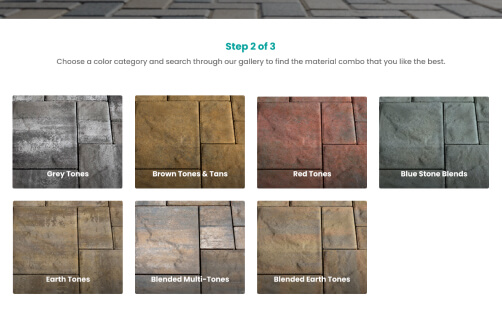 Step 2 of 3
Choose a color category and search through our gallery to find the material combo that you like the best.
Grey Tones
Brown Tones & Tans
Red Tones
Blue Stone Blends
Earth Tones
Blended Multi-Tones
Blended Earth Tones